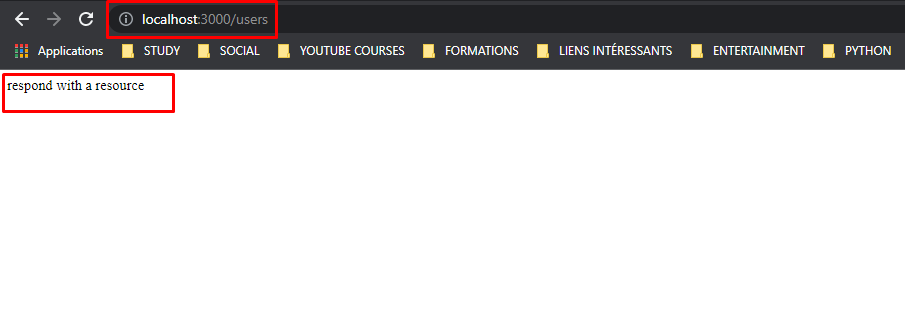 localhost:3000/users
Applications STUDY SOCIAL YOUTUBE COURSES FORMATIONS LIENS INTÉRESSANTS ENTERTAINMENT PYTHON
respond with a resource